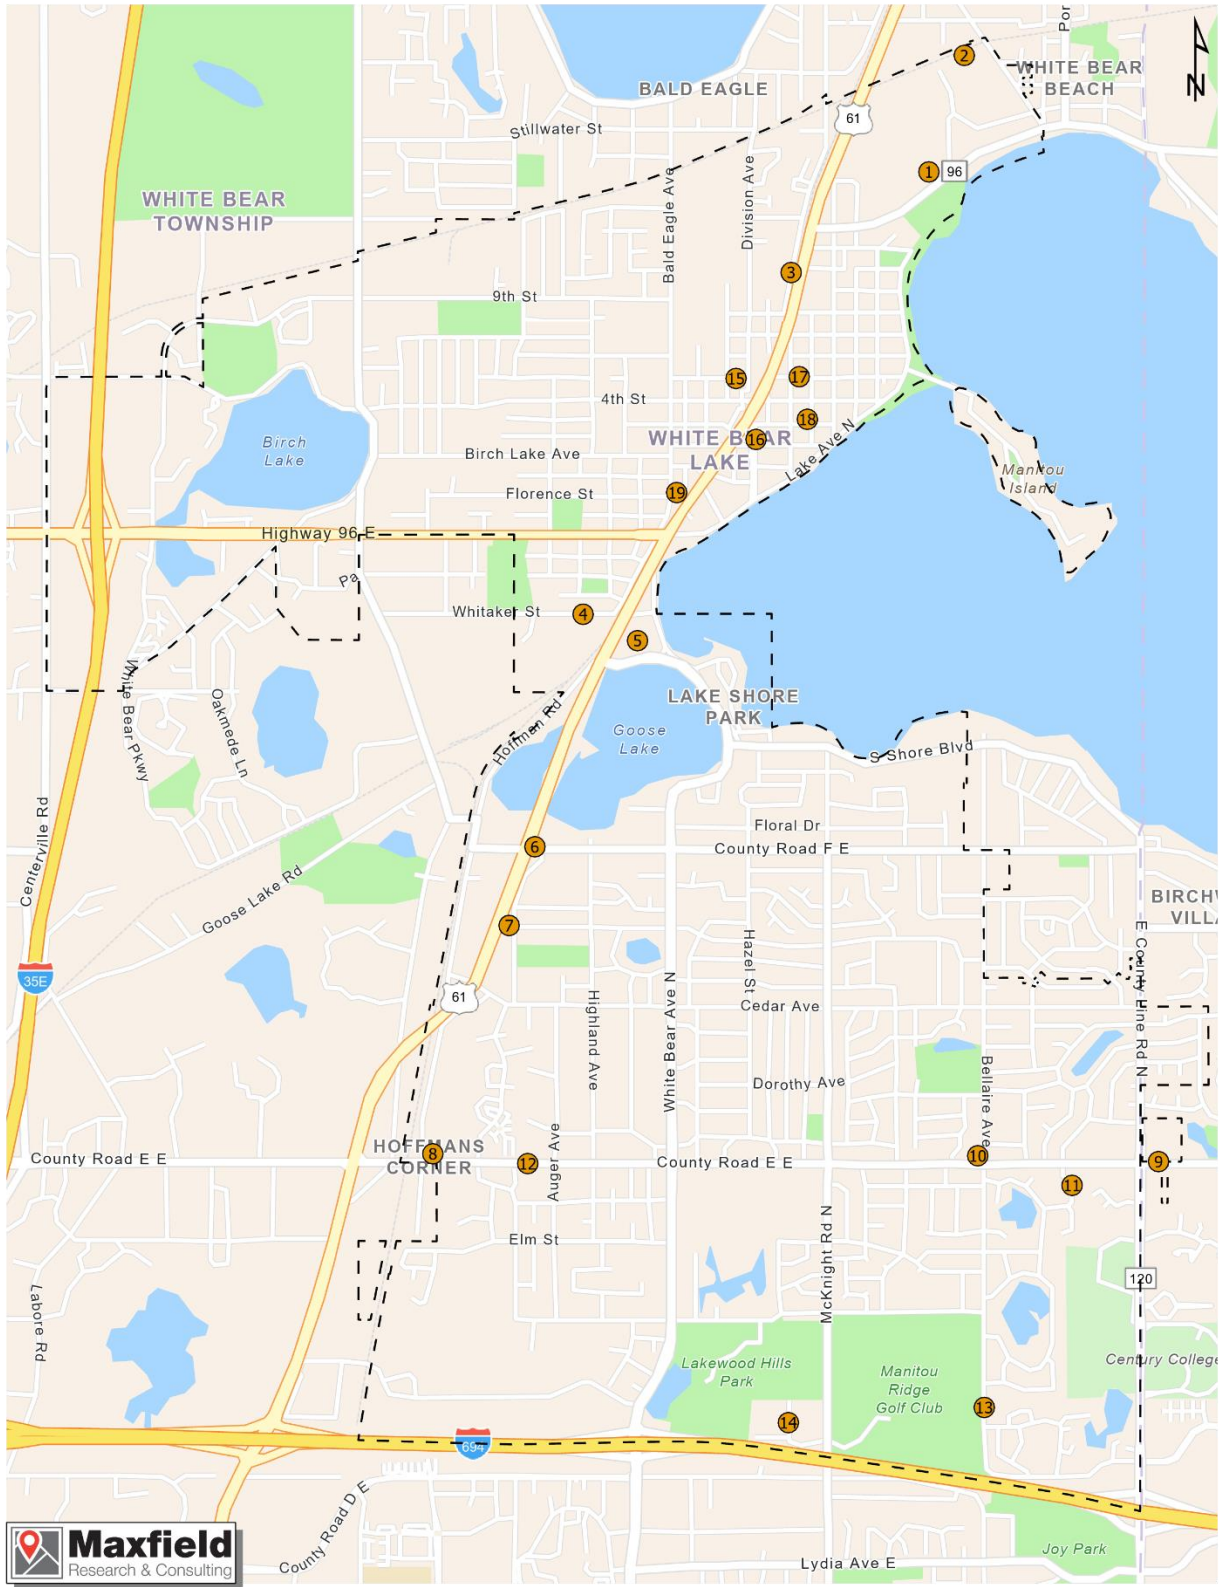 Por
N
2
WHITE BEAR
BEACH
BALD EAGLE
61
Stillwater St
1
96
WHITE BEAR
TOWNSHIP
Bald Eagle Ave
Division Ave
3
9th St
15
17
4th St
18
16
WHITE BEAR
LAKE
Birch
Lake
Birch Lake Ave
Lake Ave N
Manitou
Island
Florence St
19
Highway 96 E
Pa
Whitaker St
4
5
White Bear Pkwy
Oakmede Ln
Hoffman Rd
LAKE SHORE
PARK
Goose
Lake
S Shore Blvd
Centerville Rd
Floral Dr
6
County Road F E
Goose Lake Rd
BIRCHW
VILLA
7
Hazel St
E County Line Rd N
35E
61
Highland Ave
White Bear Ave N
Cedar Ave
Dorothy Ave
Bellaire Ave
HOFFMANS
CORNER
8
County Road E E
12
Auger Ave
County Road E E
10
9
11
Elm St
McKnight Rd N
120
Labore Rd
Lakewood Hills
Park
Manitou
Ridge
Golf Club
Century College
13
14
694
County Road D E
Maxfield
Research & Consulting
Joy Park
Lydia Ave E